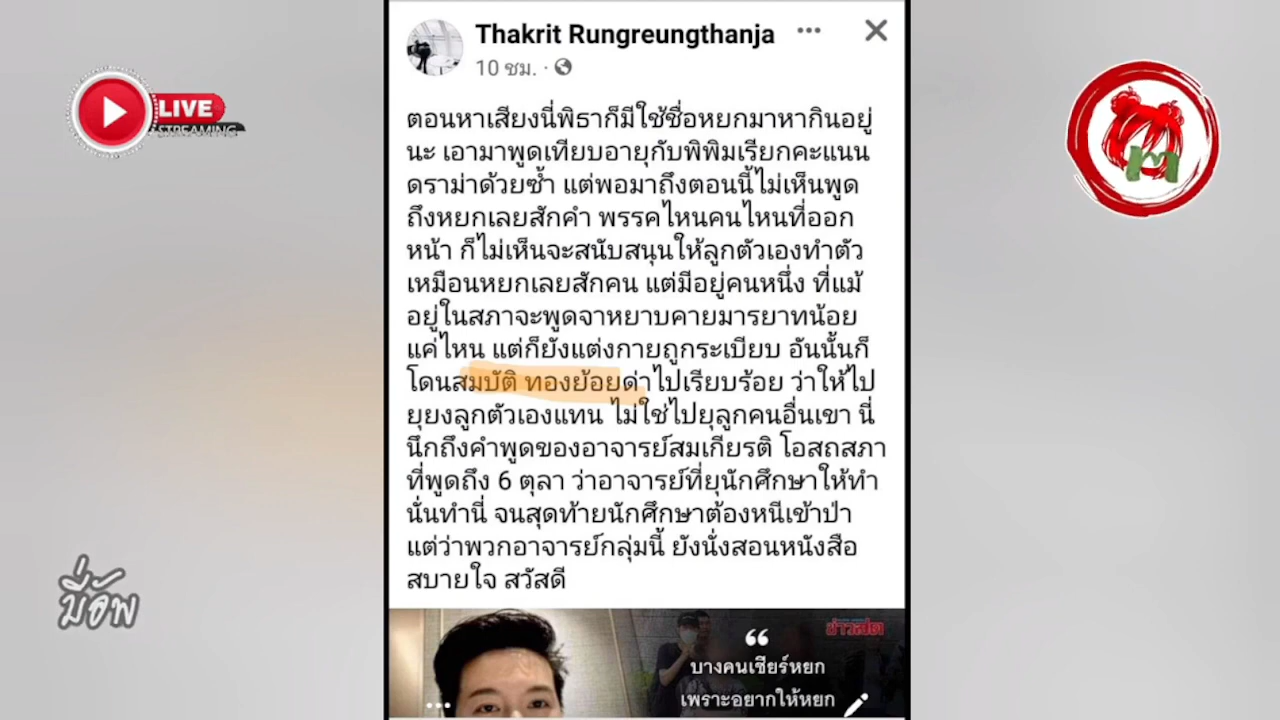 Thakrit Rungreungthanja
10 ชม.
LIVE
STREAMING
ตอนหาเสียงนี่พิธาก็มีใช้ชื่อหยกมาหากินอยู่
นะ เอามาพูดเทียบอายุกับพิพิมเรียกคะแนน
ดราม่าด้วยซ้ำ แต่พอมาถึงตอนนี้ไม่เห็นพูด
ถึงหยกเลยสักคำ พรรคไหนคนไหนที่ออก
หน้า ก็ไม่เห็นจะสนับสนุนให้ลูกตัวเองทำตัว
เหมือนหยกเลยสักคน แต่มีอยู่คนหนึ่ง ที่แม้
อยู่ในสภาจะพูดจาหยาบคายมารยาทน้อย
แค่ไหน แต่ก็ยังแต่งกายถูกระเบียบ อันนั้นก็
โดนสมบัติ ทองย้อยด่าไปเรียบร้อย ว่าให้ไป
ยุยงลูกตัวเองแทน ไม่ใช่ไปยุลูกคนอื่นเขา นี่
นึกถึงคำพูดของอาจารย์สมเกียรติ โอสถสภา
ที่พูดถึง 6 ตุลา ว่าอาจารย์ที่ยุนักศึกษาให้ทำ
นั่นทำนี่ จนสุดท้ายนักศึกษาต้องหนีเข้าป่า
แต่ว่าพวกอาจารย์กลุ่มนี้ ยังนั่งสอนหนังสือ
สบายใจ สวัสดี
ข่าวสด
บางคนเชียร์หยก
เพราะอยากให้หยก